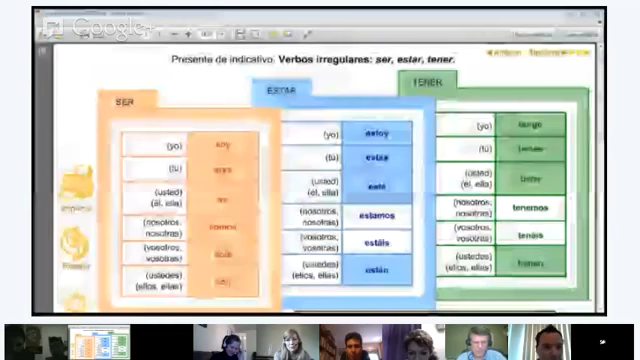 Google+
Presente de indicativo. Verbos irregulares: ser, estar, tener.
SER
(yo) soy
(tú) eres
(usted)
(él, ella) es
(nosotros,
nosotras) somos
(vosotros,
vosotras) sois
(ustedes)
(ellos, ellas) son
ESTAR
(yo) estoy
(tú) estás
(usted)
(él, ella) está
(nosotros,
nosotras) estamos
(vosotros,
vosotras) estáis
(ustedes)
(ellos, ellas) están
TENER
(yo) tengo
(tú) tienes
(usted)
(él, ella) tiene
(nosotros,
nosotras) tenemos
(vosotros,
vosotras) tenéis
(ustedes)
(ellos, ellas) tienen